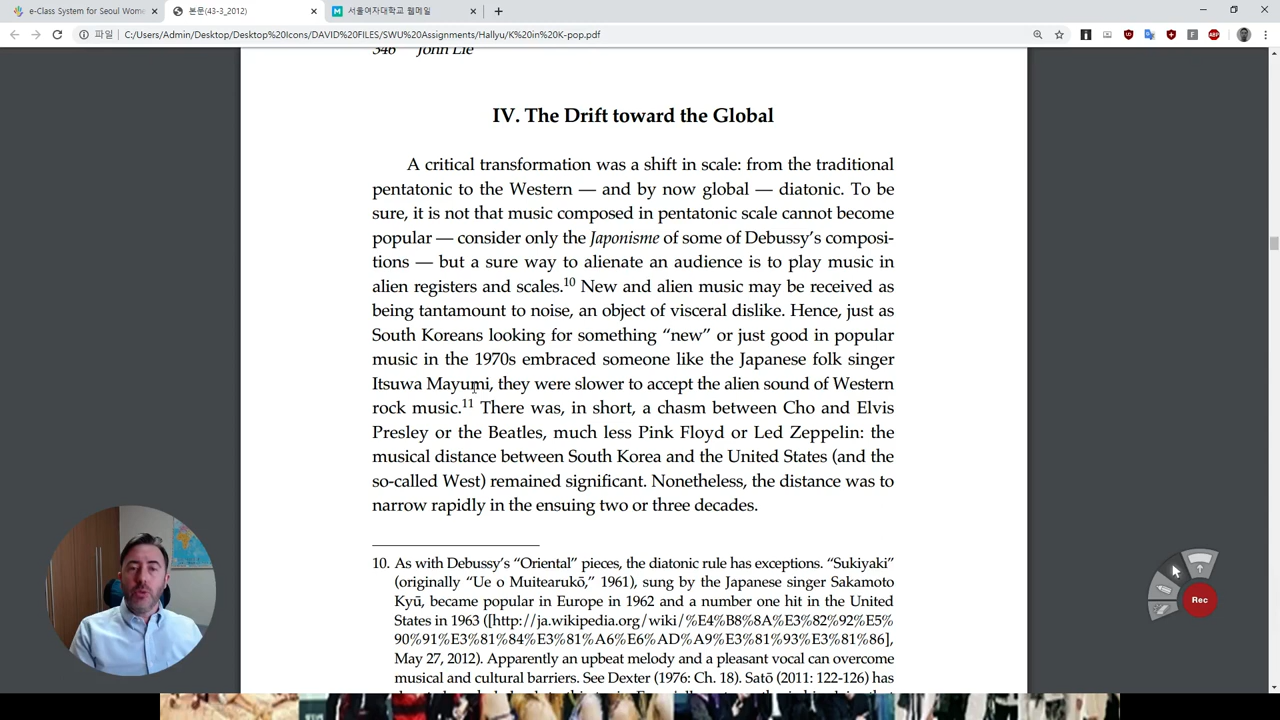 e-Class System for Seoul Wome
본문(43-3_2012)
서울여자대학교 웹메일
파일
C:/Users/Admin/Desktop/Desktop%20Icons/DAVID%20FILES/SWU%20Assignments/Hallyu/K%20in%20K-pop.pdf
346 John Lie
IV. The Drift toward the Global
A critical transformation was a shift in scale: from the traditional
pentatonic to the Western — and by now global — diatonic. To be
sure, it is not that music composed in pentatonic scale cannot become
popular — consider only the Japonisme of some of Debussy’s composi-
tions — but a sure way to alienate an audience is to play music in
alien registers and scales.10 New and alien music may be received as
being tantamount to noise, an object of visceral dislike. Hence, just as
South Koreans looking for something “new” or just good in popular
music in the 1970s embraced someone like the Japanese folk singer
Itsuwa Mayumi, they were slower to accept the alien sound of Western
rock music.11 There was, in short, a chasm between Cho and Elvis
Presley or the Beatles, much less Pink Floyd or Led Zeppelin: the
musical distance between South Korea and the United States (and the
so-called West) remained significant. Nonetheless, the distance was to
narrow rapidly in the ensuing two or three decades.
10. As with Debussy’s “Oriental” pieces, the diatonic rule has exceptions. “Sukiyaki”
(originally “Ue o Muitearukō,” 1961), sung by the Japanese singer Sakamoto
Kyū, became popular in Europe in 1962 and a number one hit in the United
States in 1963 ([http://ja.wikipedia.org/wiki/%E4%B8%8A%E3%82%92%E5%
90%91%E3%81%84%E3%81%A6%E6%AD%A9%E3%81%93%E3%81%86],
May 27, 2012). Apparently an upbeat melody and a pleasant vocal can overcome
musical and cultural barriers. See Dexter (1976: Ch. 18). Satō (2011: 122-126) has
Rec